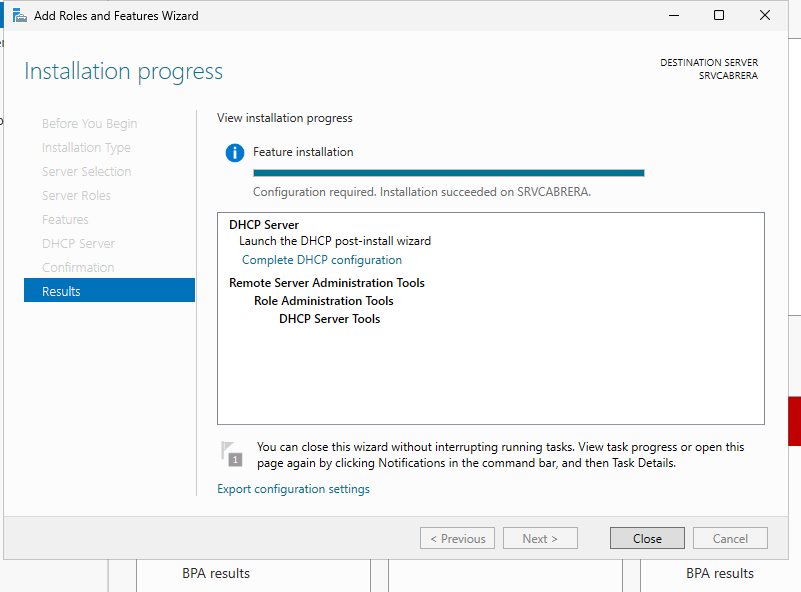 Add Roles and Features Wizard
Installation progress
DESTINATION SERVER
SRVCABRERA
Before You Begin
Installation Type
Server Selection
Server Roles
Features
DHCP Server
Confirmation
Results
View installation progress
Feature installation
Configuration required. Installation succeeded on SRVCABRERA.
DHCP Server
Launch the DHCP post-install wizard
Complete DHCP configuration
Remote Server Administration Tools
Role Administration Tools
DHCP Server Tools
1
You can close this wizard without interrupting running tasks. View task progress or open this
page again by clicking Notifications in the command bar, and then Task Details.
Export configuration settings
< Previous
Next >
Close
Cancel
BPA results
BPA results